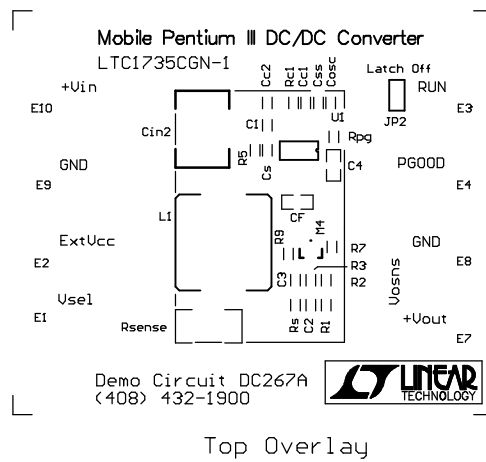 Mobile Pentium III DC/DC Converter
LTC1735CGN-1
Cc2
Rc1
Cc1
Css
Cosc
Latch Off
+Vin
RUN
E10
Cin2
C1
U1
JP2
E3
Rpg
GND
R5
Cs
C4
PGOOD
E9
E4
L1
CF
M4
ExtVcc
R9
R7
GND
E2
R3
E8
C3
R2
Vosns
Vsel
E1
Rsense
Rs
C2
R1
+Vout
E7
Demo Circuit DC267A
(408) 432-1900
LT LINEAR
TECHNOLOGY
Top Overlay